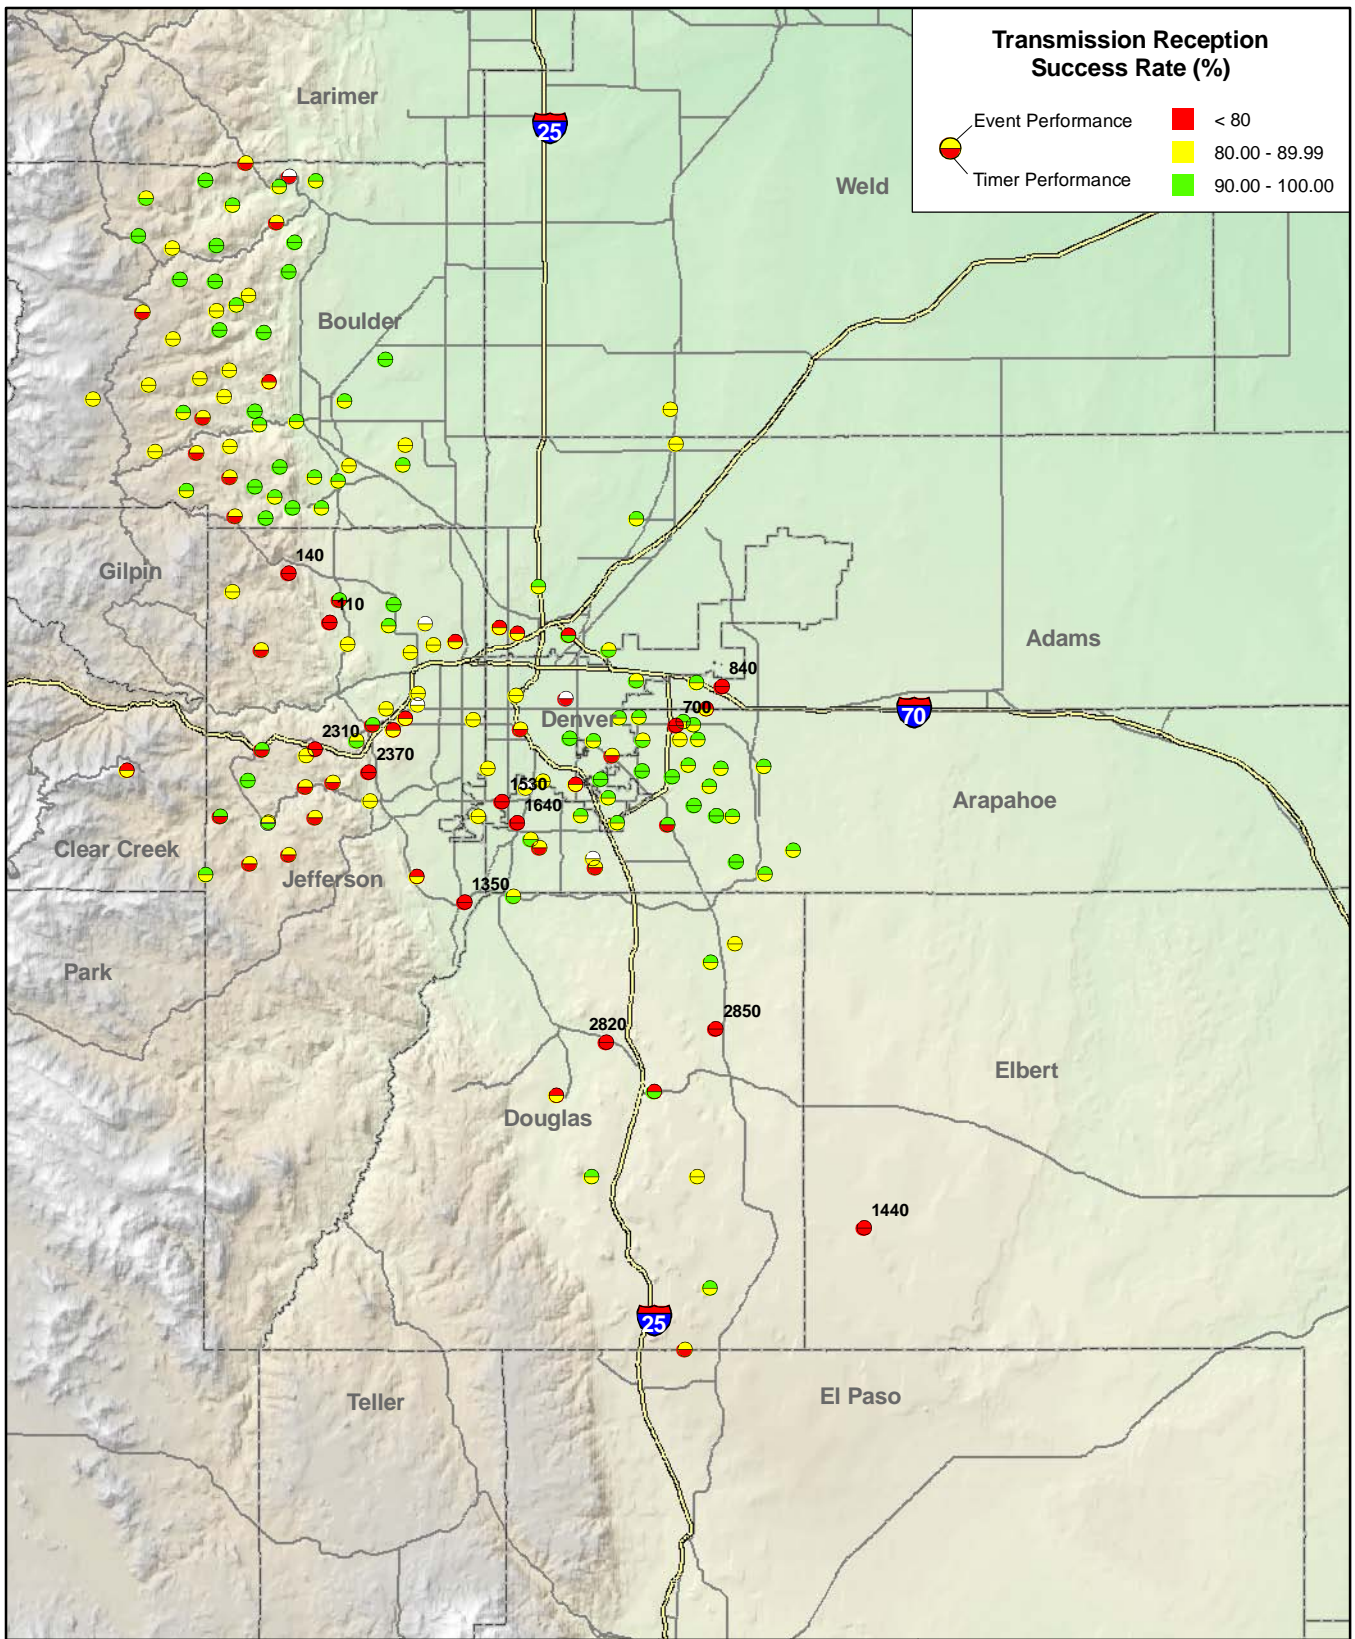 Transmission Reception
Success Rate (%)
Event Performance
Timer Performance
< 80
80.00 - 89.99
90.00 - 100.00
Larimer
25
Weld
Boulder
140
Gilpin
110
Adams
840
700
70
Denver
2310
2370
1530
1640
Arapahoe
Clear Creek
Jefferson
1350
Park
2850
2820
Elbert
Douglas
1440
25
Teller
El Paso